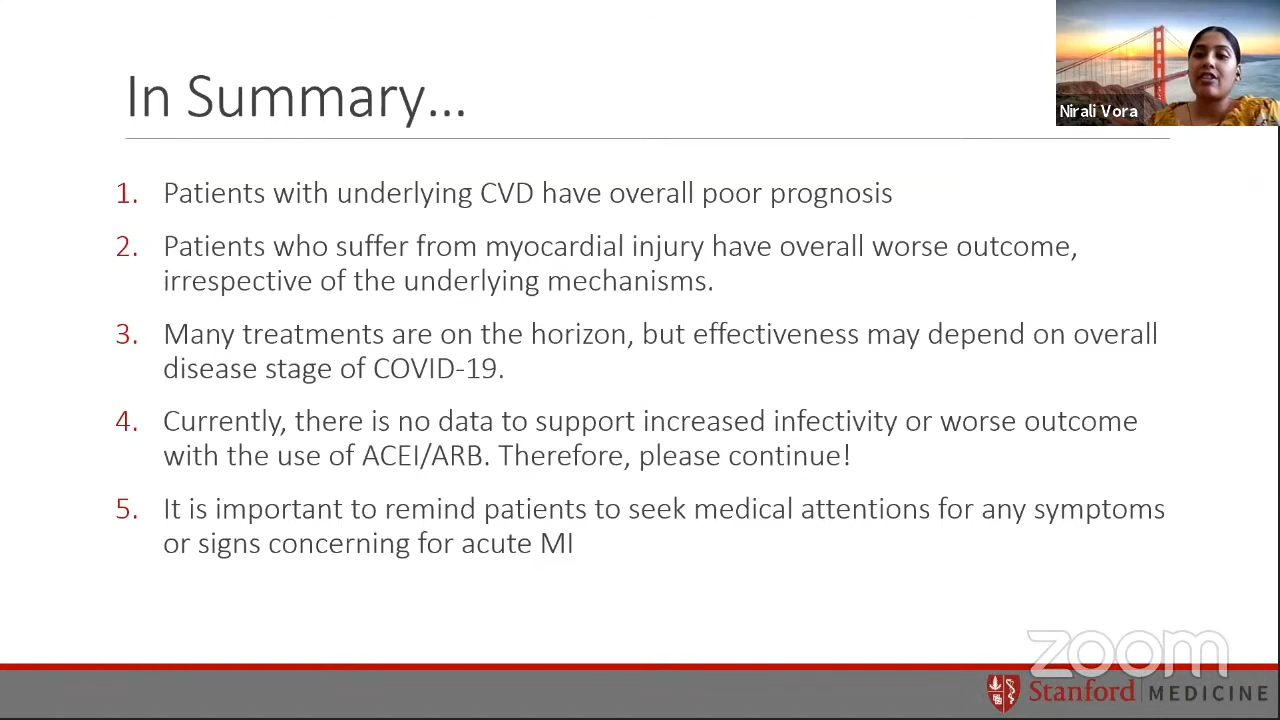 In Summary...
Nirali Vora
1. Patients with underlying CVD have overall poor prognosis
2. Patients who suffer from myocardial injury have overall worse outcome,
irrespective of the underlying mechanisms.
3. Many treatments are on the horizon, but effectiveness may depend on overall
disease stage of COVID-19.
4. Currently, there is no data to support increased infectivity or worse outcome
with the use of ACEI/ARB. Therefore, please continue!
5. It is important to remind patients to seek medical attentions for any symptoms
or signs concerning for acute MI
zoom
Stanford MEDICINE